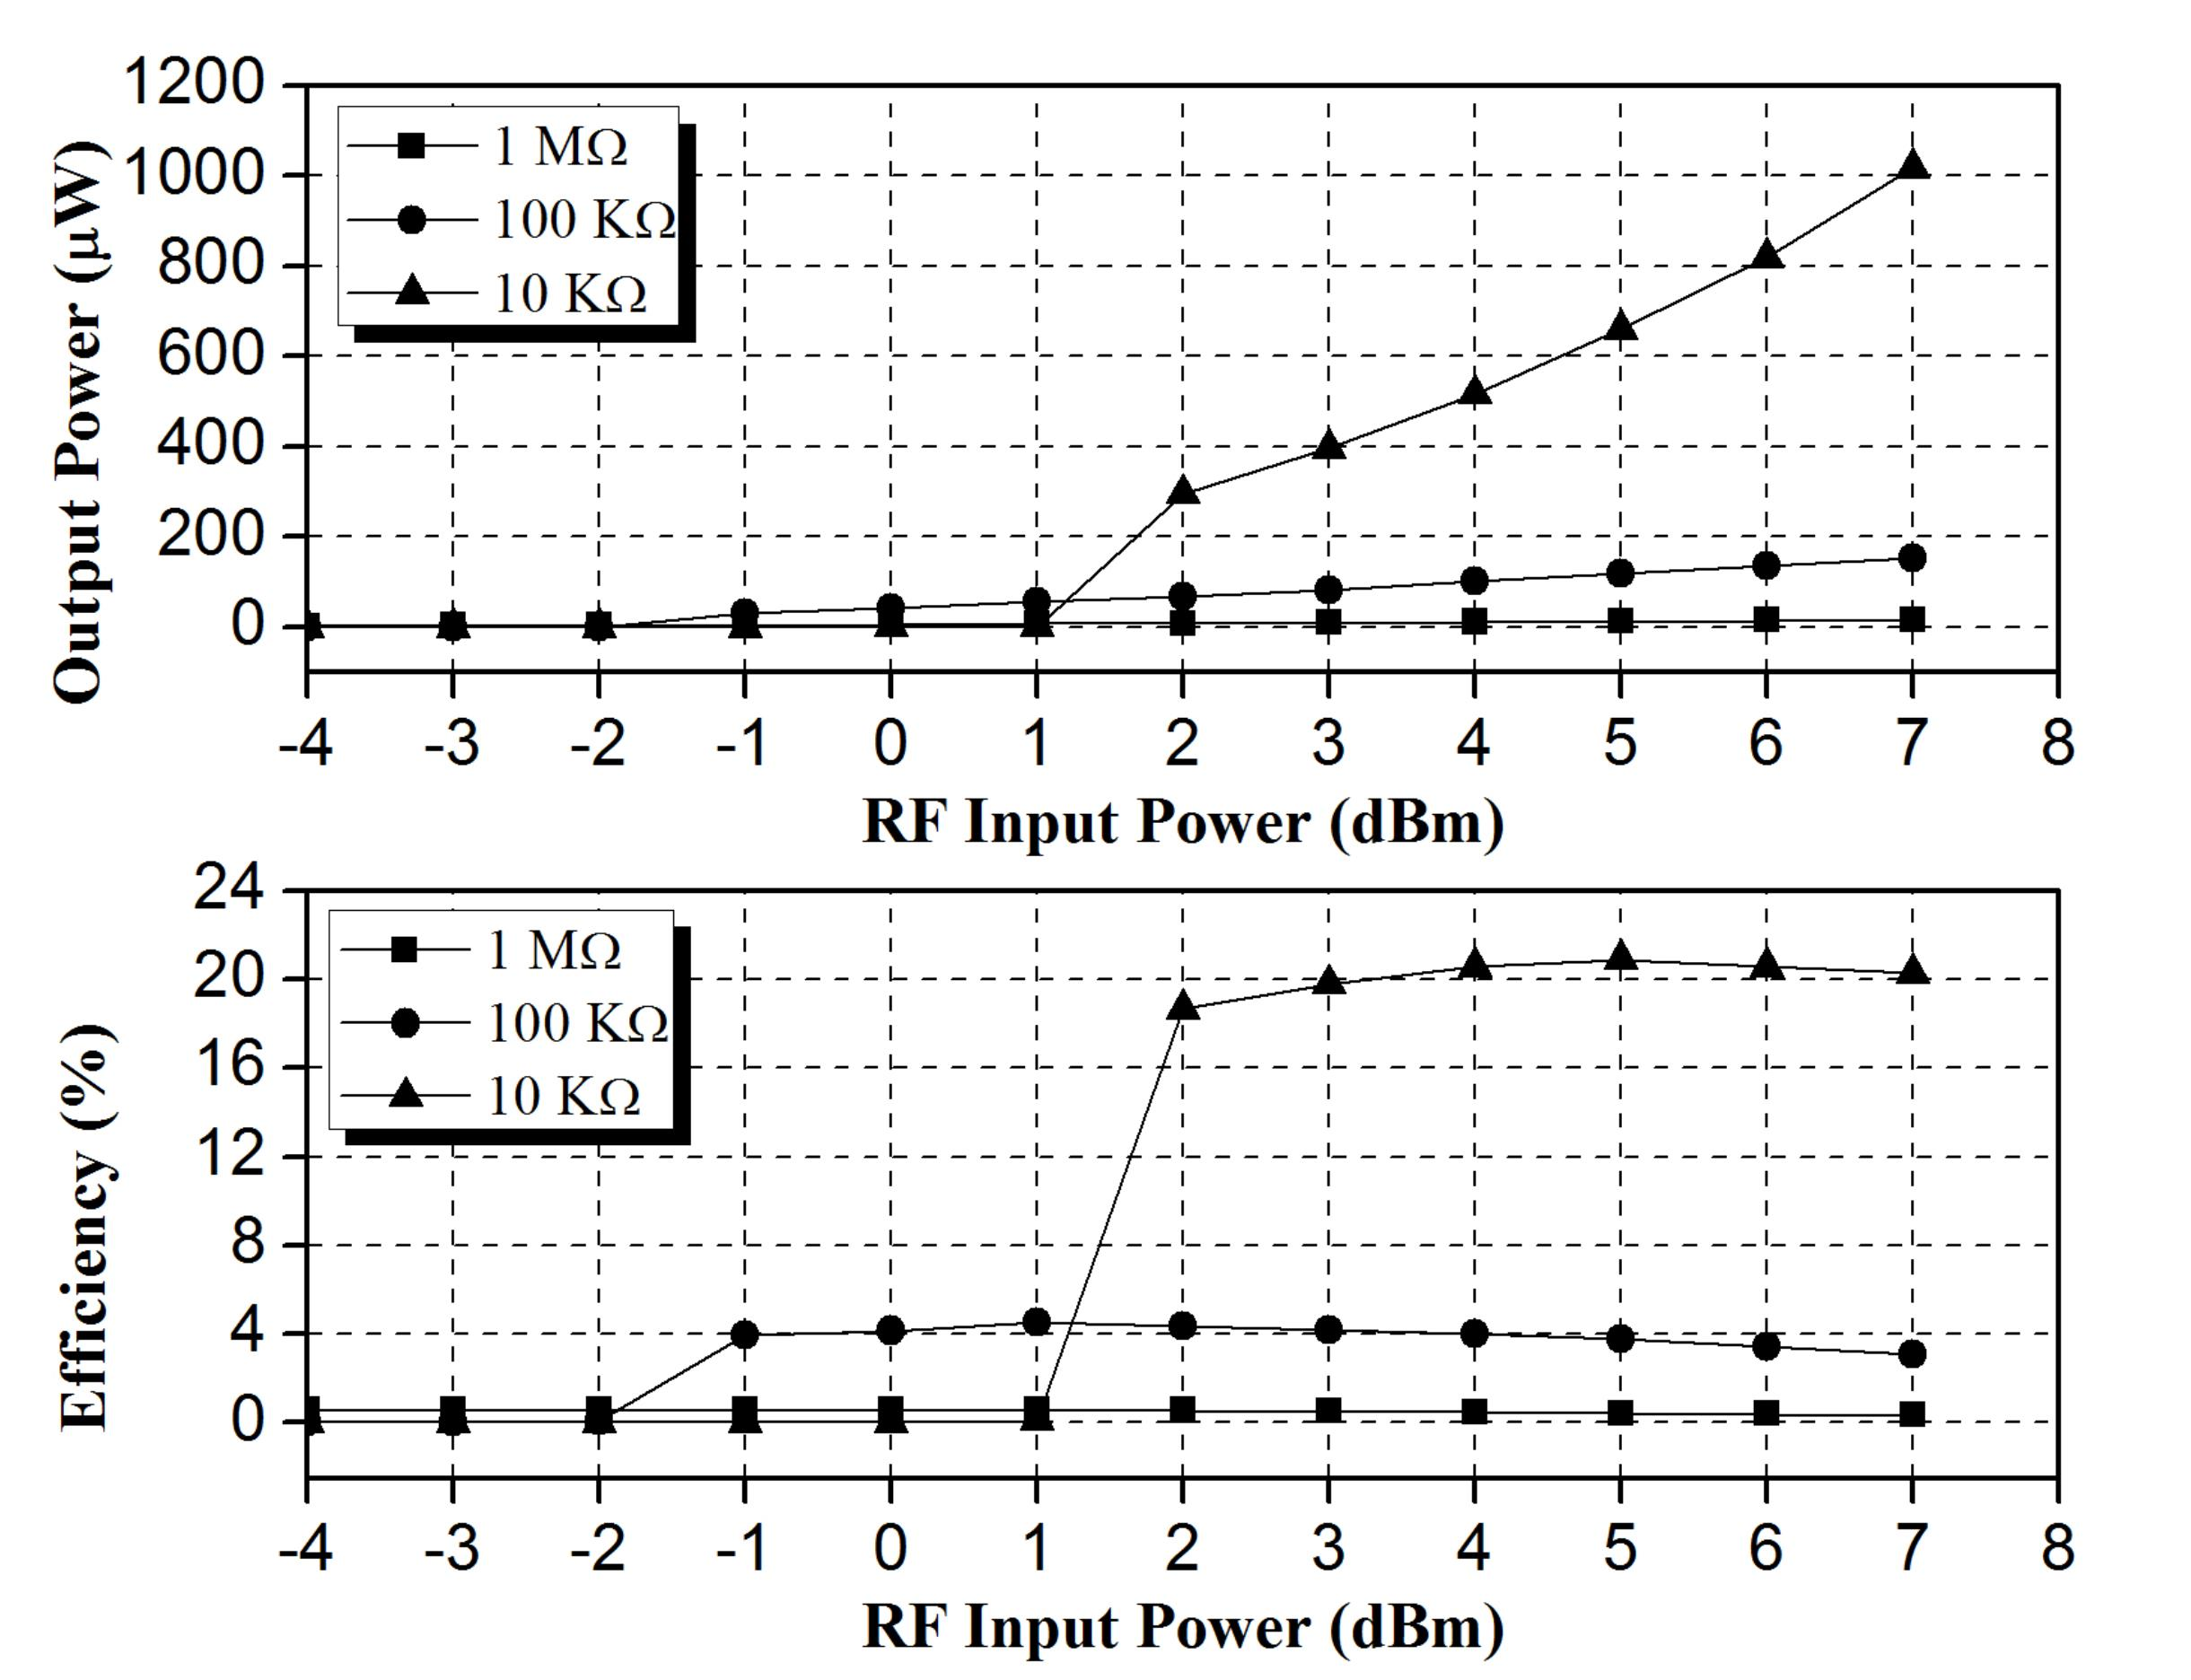 1200
1000
800
600
400
200
0
Output Power (μW)
1 MΩ
100 KΩ
10 KΩ
-4 -3 -2 -1 0 1 2 3 4 5 6 7 8
RF Input Power (dBm)
24
20
16
12
8
4
0
Efficiency (%)
1 MΩ
100 KΩ
10 KΩ
-4 -3 -2 -1 0 1 2 3 4 5 6 7 8
RF Input Power (dBm)